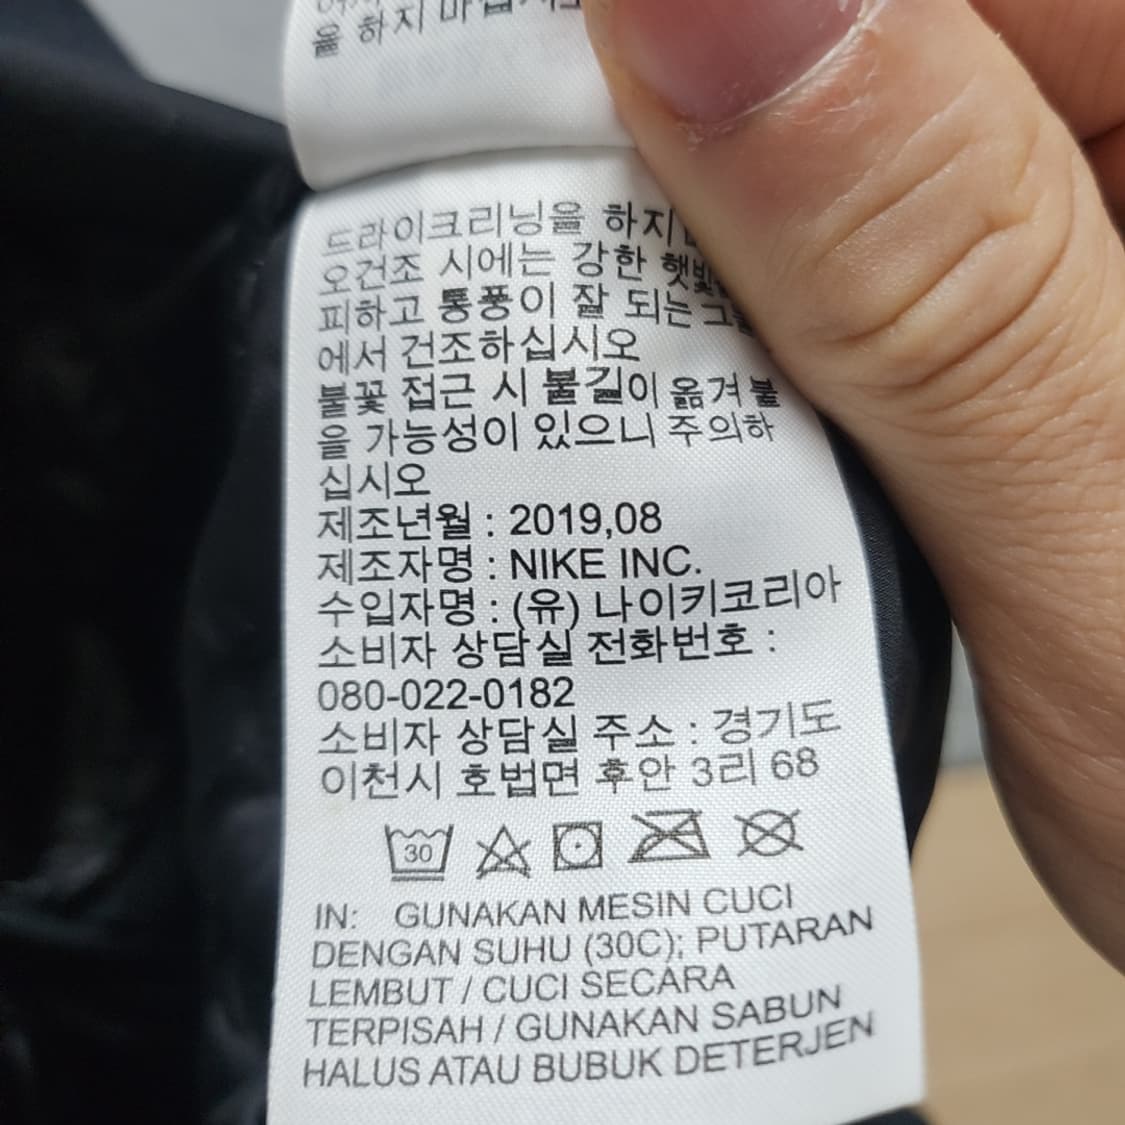 을 하지 마십시오
드라이크리닝을 하지
오건조 시에는 강한 햇빛
피하고 통풍이 잘 되는
에서 건조하십시오
불꽃 접근 시 불길이 옮겨 붙
을 가능성이 있으니 주의하
십시오
제조년월 : 2019,08
제조자명 : NIKE INC.
수입자명 : (유) 나이키코리아
소비자 상담실 전화번호 :
080-022-0182
소비자 상담실 주소 : 경기도
이천시 호법면 후안 3리 68
30
IN: GUNAKAN MESIN CUCI
DENGAN SUHU (30C); PUTARAN
LEMBUT / CUCI SECARA
TERPISAH / GUNAKAN SABUN
HALUS ATAU BUBUK DETERJEN